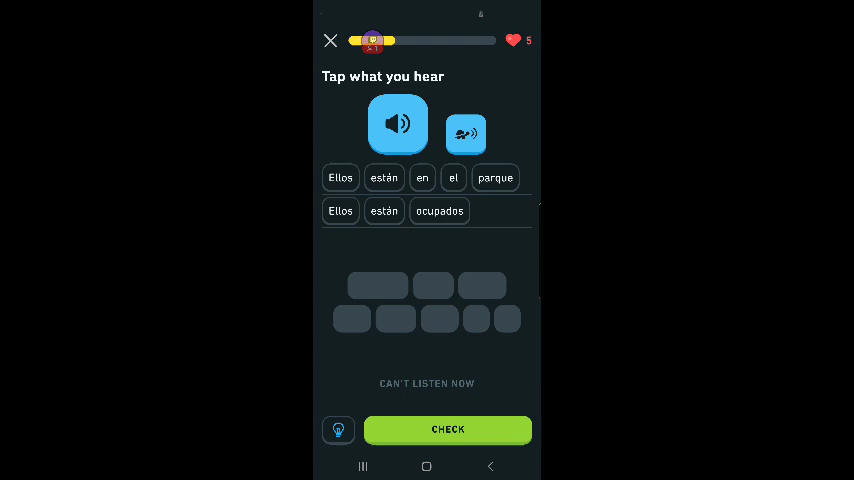 5
Tap what you hear
Ellos están en el parque
Ellos están ocupados
CAN'T LISTEN NOW
CHECK